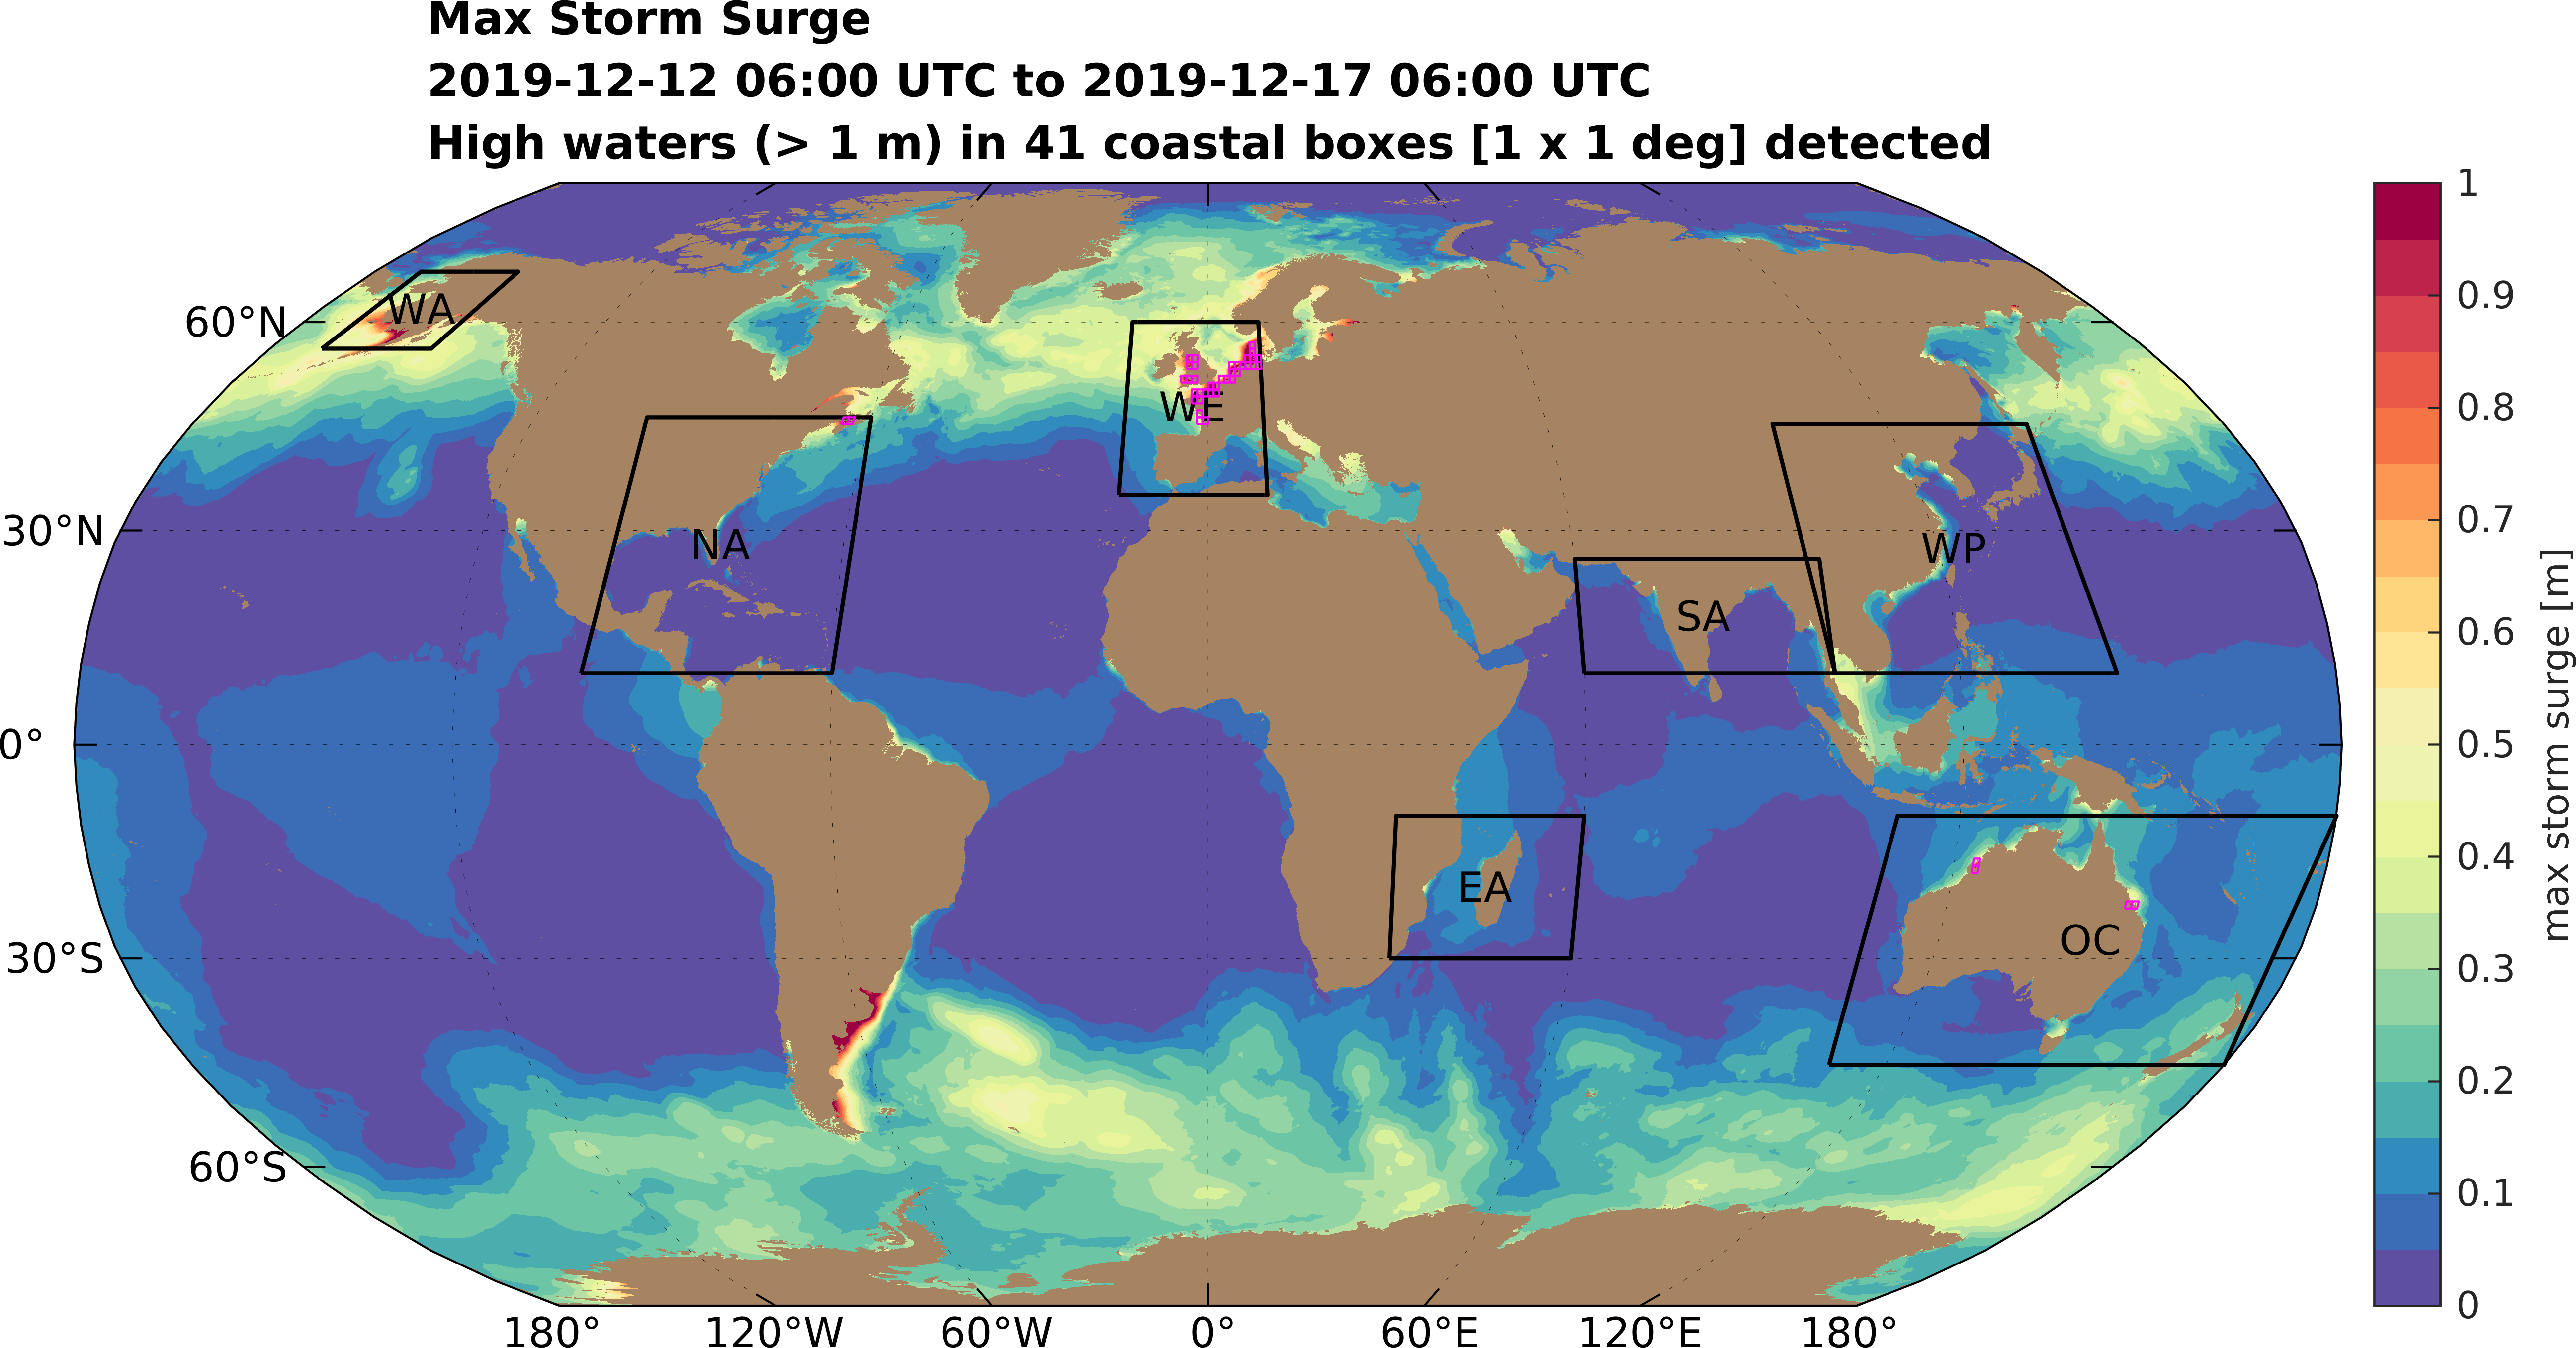 Max Storm Surge
2019-12-12 06:00 UTC to 2019-12-17 06:00 UTC
High waters (> 1 m) in 41 coastal boxes [1 x 1 deg] detected
60°N
30°N
0°
30°S
60°S
WA
NA
WE
SA
WP
EA
OC
180°
120°W
60°W
0°
60°E
120°E
180°
1
0.9
0.8
0.7
0.6
0.5
0.4
0.3
0.2
0.1
0
max storm surge [m]